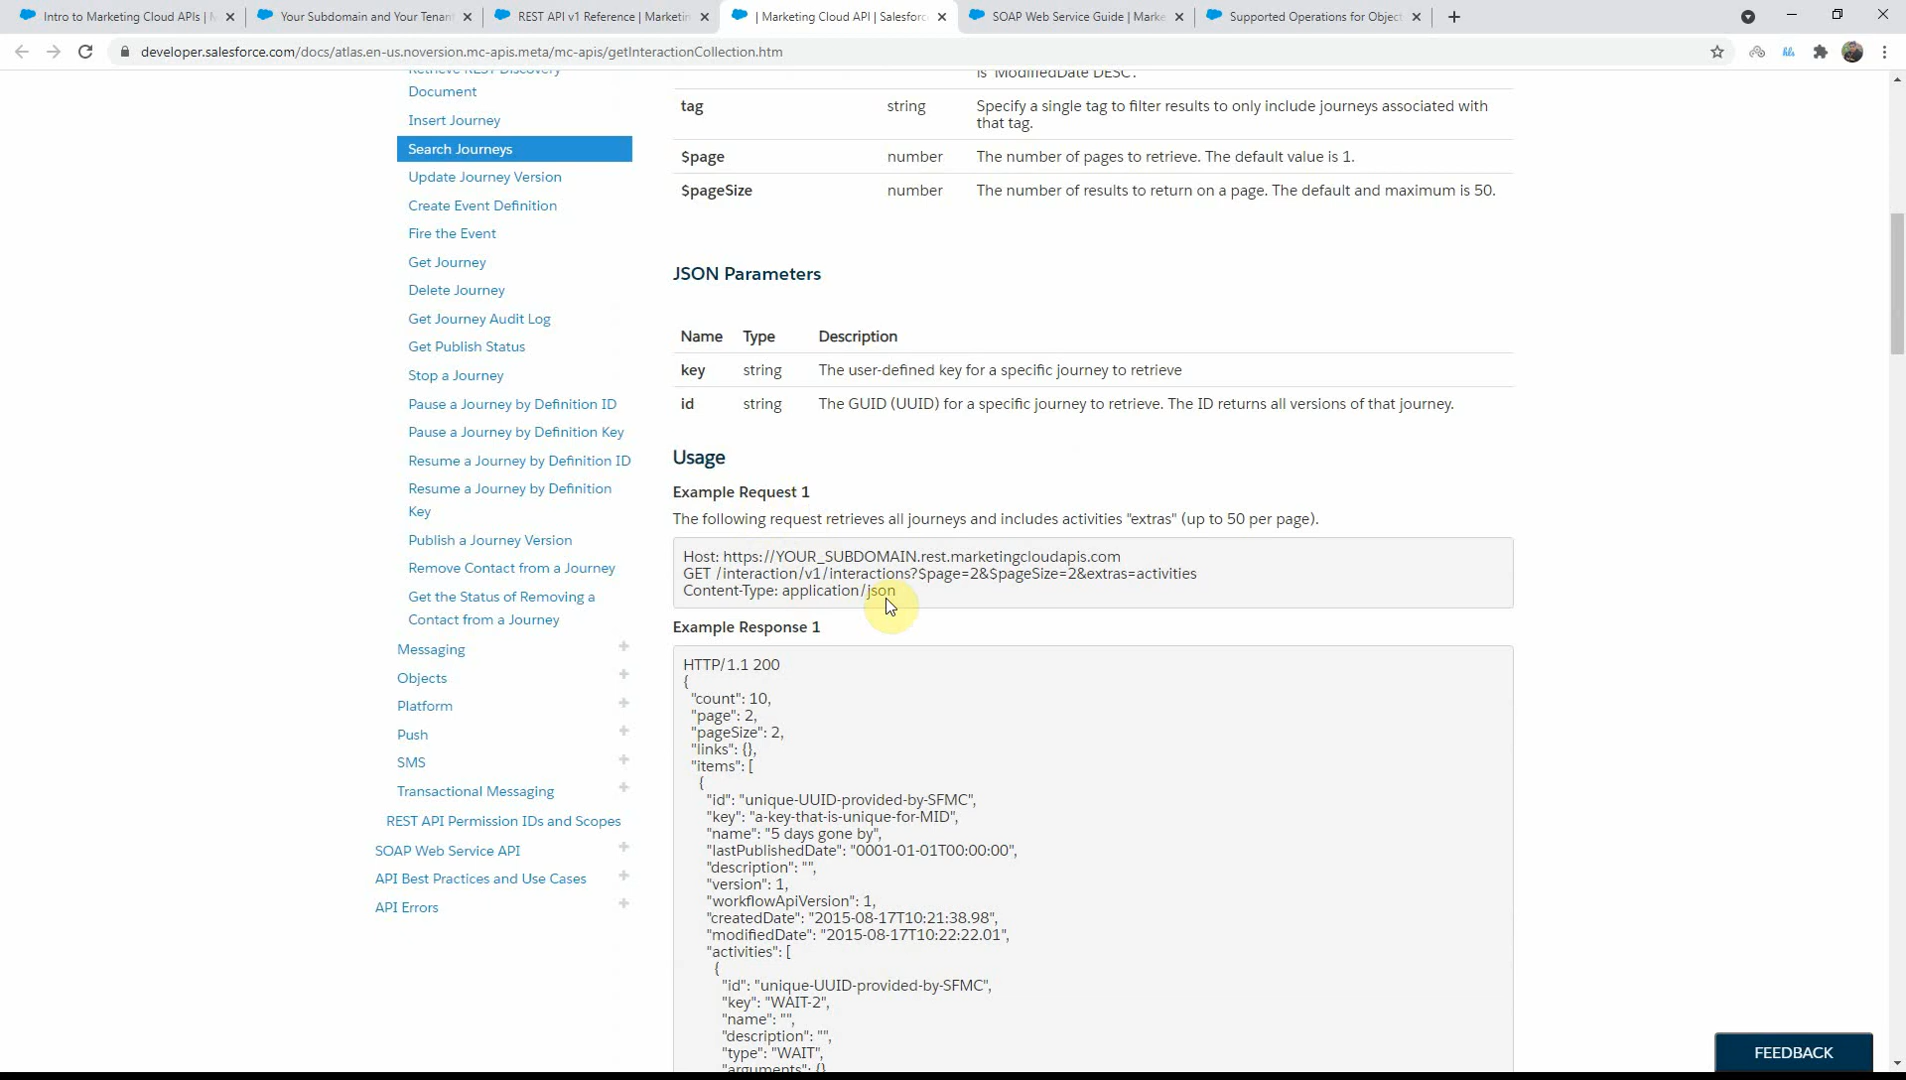 Intro to Marketing Cloud APIs |
Your Subdomain and Your Tenant
REST API v1 Reference | Marketin
| Marketing Cloud API | Salesforc
SOAP Web Service Guide | Marke
Supported Operations for Object
developer.salesforce.com/docs/atlas.en-us.noversion.mc-apis.meta/mc-apis/getInteractionCollection.htm
hls
Retrieve REST Discovery
Document
Insert Journey
Search Journeys
Update Journey Version
Create Event Definition
Fire the Event
Get Journey
Delete Journey
Get Journey Audit Log
Get Publish Status
Stop a Journey
Pause a Journey by Definition ID
Pause a Journey by Definition Key
Resume a Journey by Definition ID
Resume a Journey by Definition
Key
Publish a Journey Version
Remove Contact from a Journey
Get the Status of Removing a
Contact from a Journey
Messaging
Objects
Platform
Push
SMS
Transactional Messaging
REST API Permission IDs and Scopes
SOAP Web Service API
API Best Practices and Use Cases
API Errors
is 'ModifiedDate DESC'.
tag string Specify a single tag to filter results to only include journeys associated with
that tag.
$page number The number of pages to retrieve. The default value is 1.
$pageSize number The number of results to return on a page. The default and maximum is 50.
JSON Parameters
Name Type Description
key string The user-defined key for a specific journey to retrieve
id string The GUID (UUID) for a specific journey to retrieve. The ID returns all versions of that journey.
Usage
Example Request 1
The following request retrieves all journeys and includes activities "extras" (up to 50 per page).
Host: https://YOUR_SUBDOMAIN.rest.marketingcloudapis.com
GET /interaction/v1/interactions?$page=2&$pageSize=2&extras=activities
Content-Type: application/json
Example Response 1
HTTP/1.1 200
{
"count": 10,
"page": 2,
"pageSize": 2,
"links": {},
"items": [
{
"id": "unique-UUID-provided-by-SFMC",
"key": "a-key-that-is-unique-for-MID",
"name": "5 days gone by",
"lastPublishedDate": "0001-01-01T00:00:00",
"description": "",
"version": 1,
"workflowApiVersion": 1,
"createdDate": "2015-08-17T10:21:38.98",
"modifiedDate": "2015-08-17T10:22:22.01",
"activities": [
{
"id": "unique-UUID-provided-by-SFMC",
"key": "WAIT-2",
"name": "",
"description": "",
"type": "WAIT",
"arguments": {}
FEEDBACK